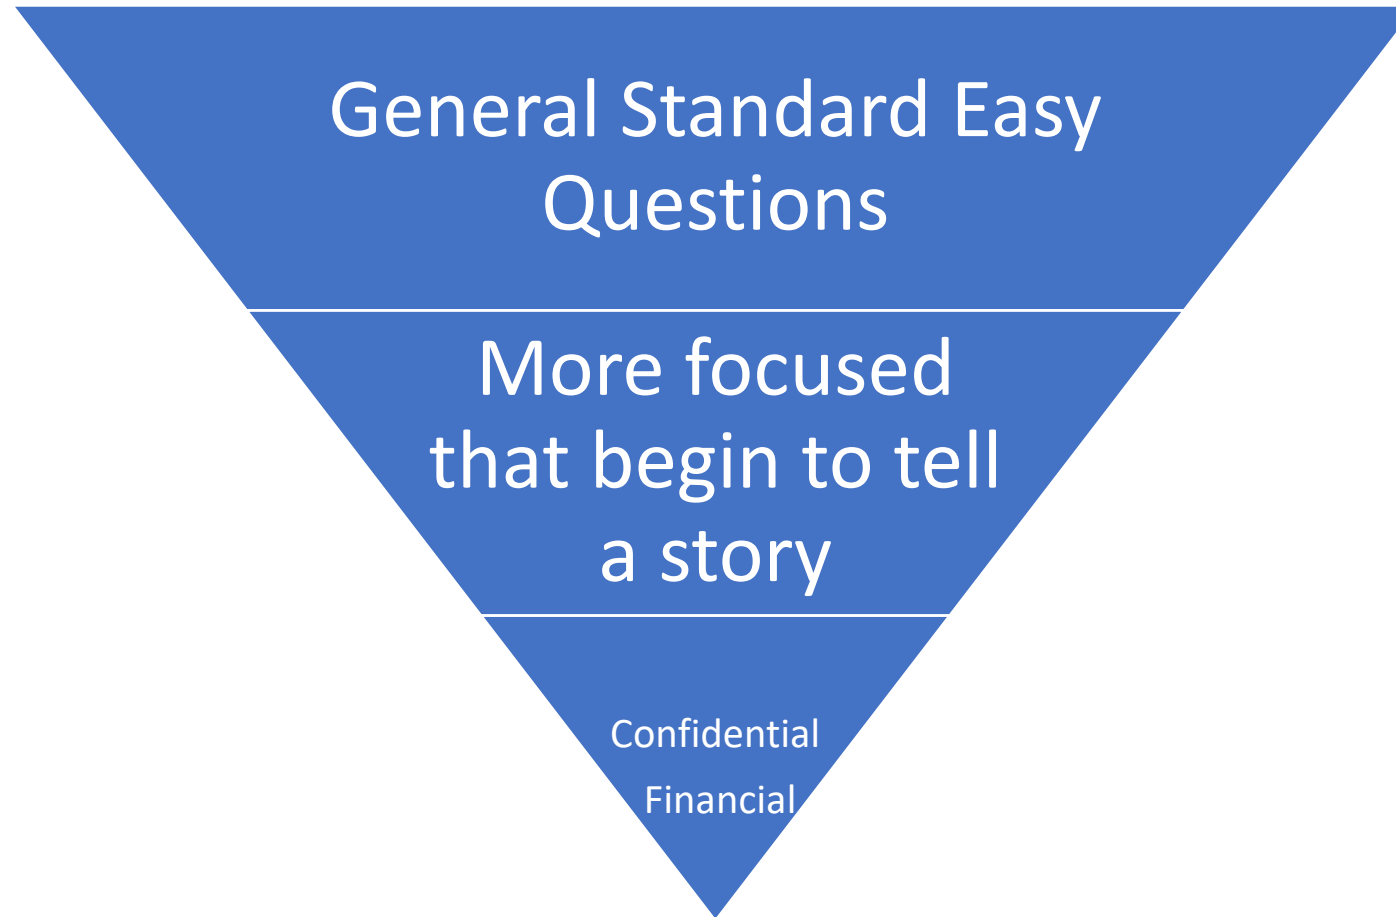 General Standard Easy
Questions
More focused
that begin to tell
a story
Confidential
Financial